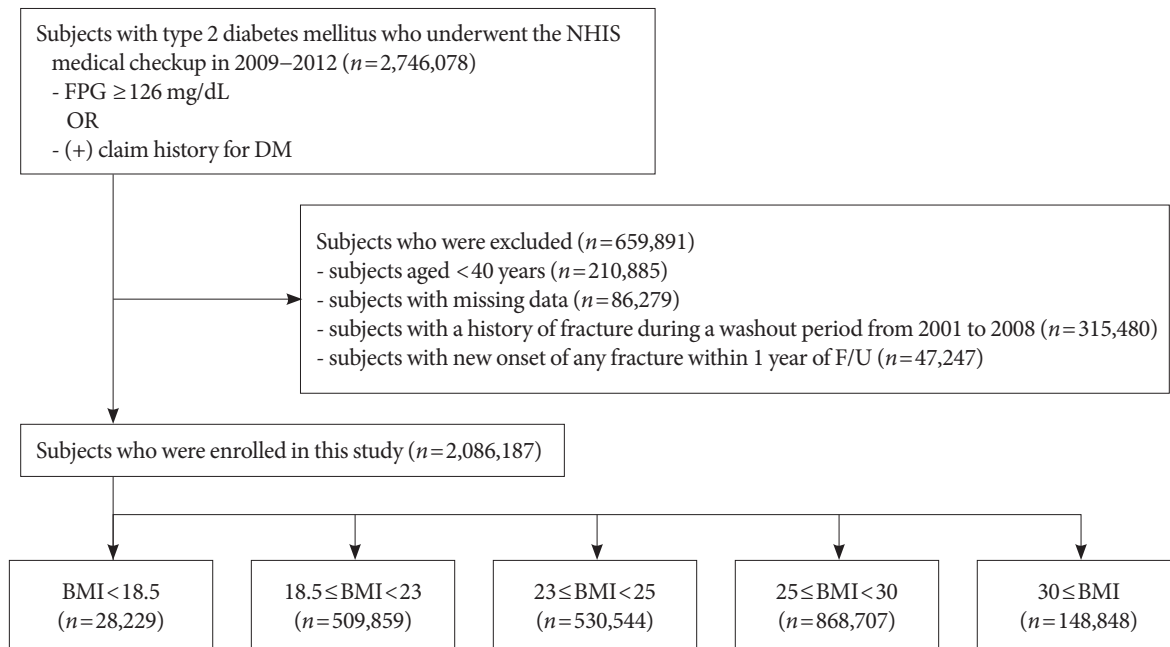 Subjects with type 2 diabetes mellitus who underwent the NHIS
medical checkup in 2009–2012 (n=2,746,078)
- FPG ≥126 mg/dL
OR
- (+) claim history for DM
Subjects who were excluded (n=659,891)
- subjects aged <40 years (n=210,885)
- subjects with missing data (n=86,279)
- subjects with a history of fracture during a washout period from 2001 to 2008 (n=315,480)
- subjects with new onset of any fracture within 1 year of F/U (n=47,247)
Subjects who were enrolled in this study (n=2,086,187)
BMI<18.5
(n=28,229)
18.5≤BMI<23
(n=509,859)
23≤BMI<25
(n=530,544)
25≤BMI<30
(n=868,707)
30≤BMI
(n=148,848)